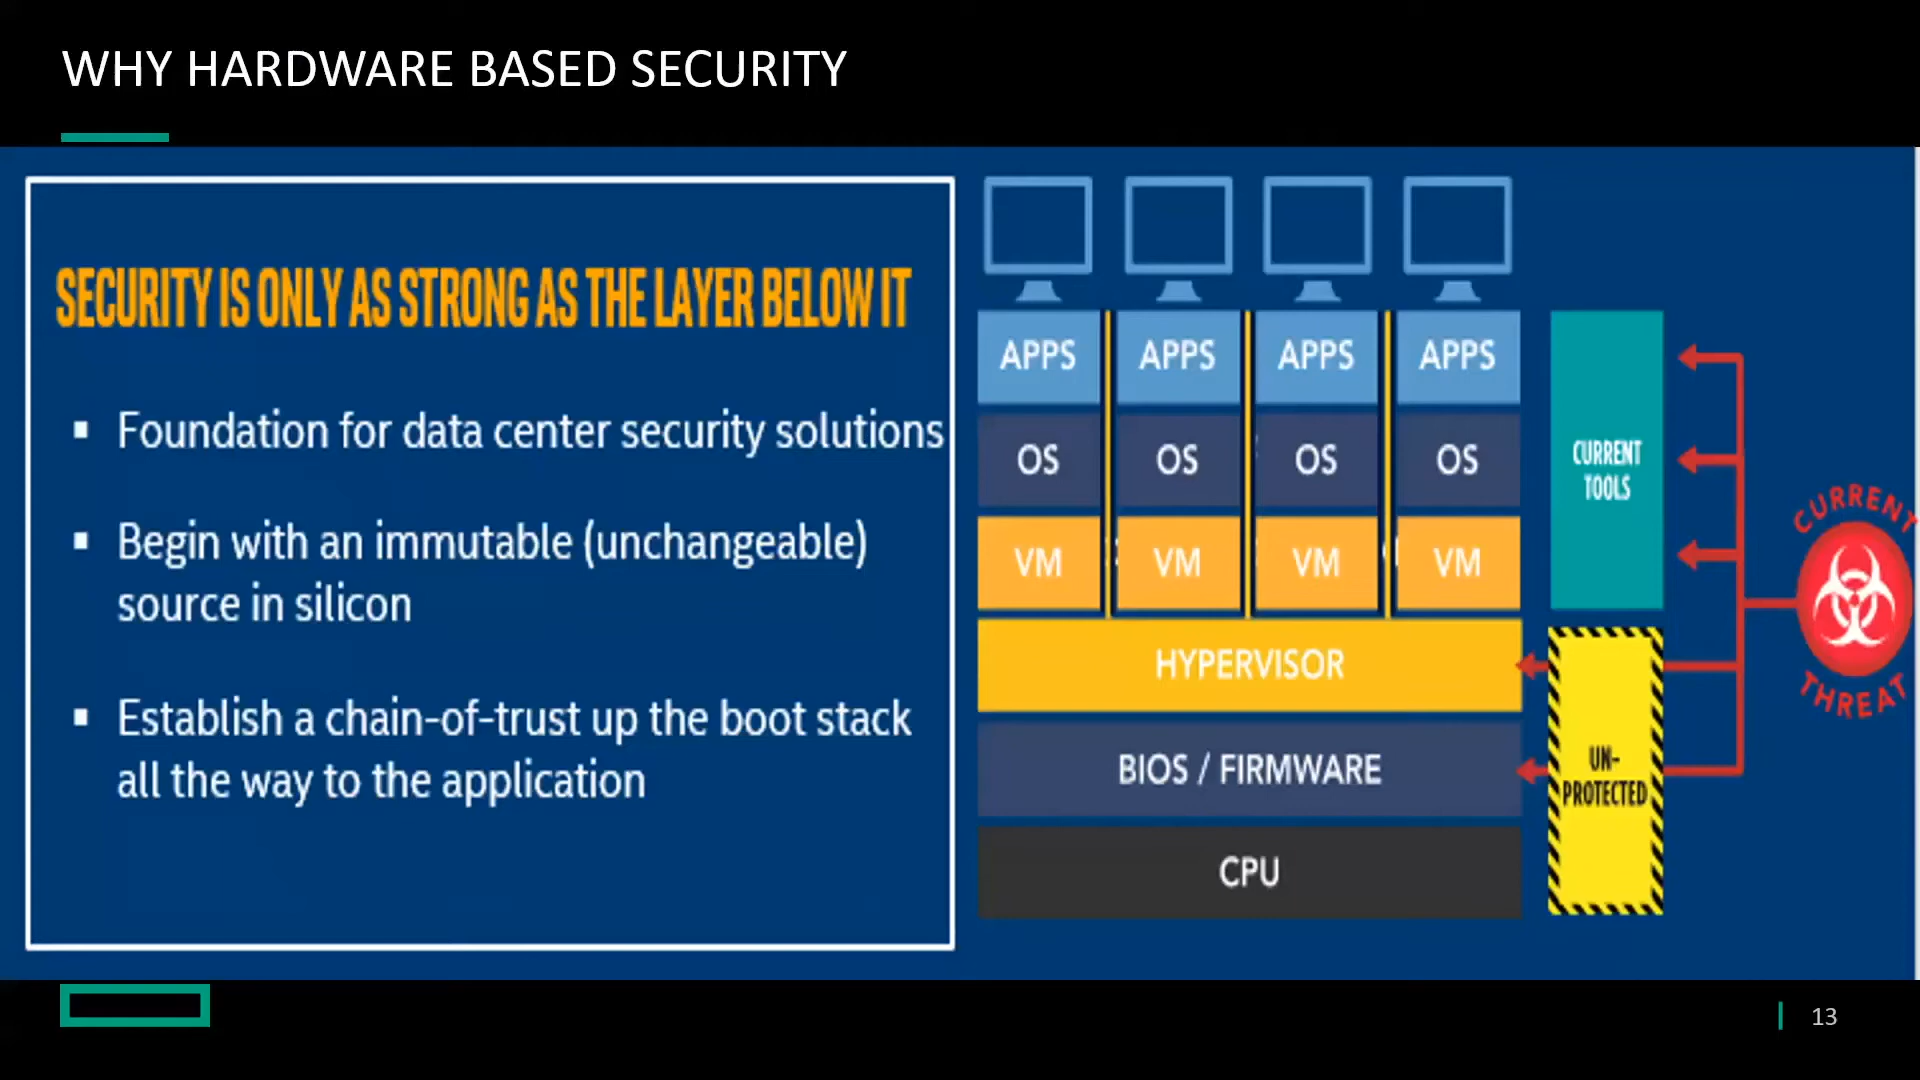 WHY HARDWARE BASED SECURITY
SECURITY IS ONLY AS STRONG AS THE LAYER BELOW IT
▪ Foundation for data center security solutions
▪ Begin with an immutable (unchangeable)
source in silicon
▪ Establish a chain-of-trust up the boot stack
all the way to the application
APPS APPS APPS APPS
OS OS OS OS
VM VM VM VM
HYPERVISOR
BIOS / FIRMWARE
CPU
CURRENT
TOOLS
UN-
PROTECTED
CURRENT
THREAT
13